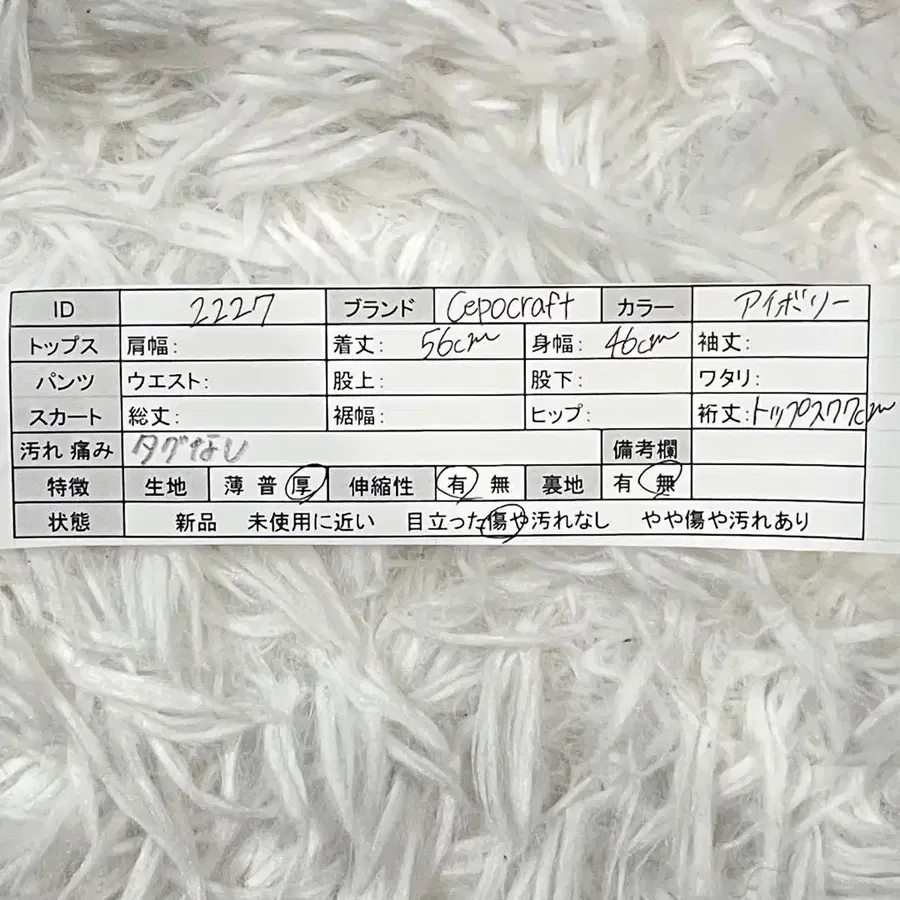 ID 2227 ブランド Cepocraft カラー アイボリー
トップス 肩幅: 着丈: 56cm 身幅: 46cm 袖丈:
パンツ ウエスト: 股上: 股下: ワタリ:
スカート 総丈: 裾幅: ヒップ: 裄丈:トップス77cm
汚れ 痛み タグなし 備考欄
特徴 生地 薄 普 厚 伸縮性 有 無 裏地 有 無
状態 新品 未使用に近い 目立った傷や汚れなし やや傷や汚れあり